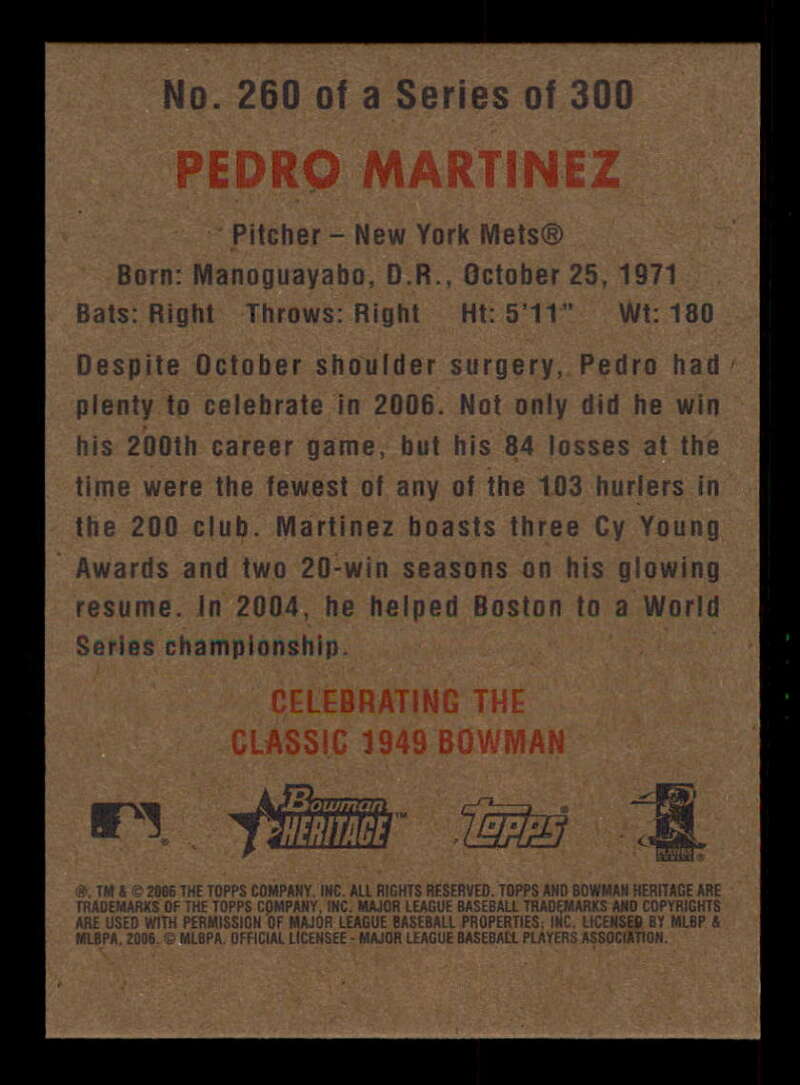 No. 260 of a Series of 300
PEDRO MARTINEZ
Pitcher – New York Mets®
Born: Manoguayabo, D.R., October 25, 1971
Bats: Right Throws: Right Ht: 5'11" Wt: 180
Despite October shoulder surgery, Pedro had
plenty to celebrate in 2006. Not only did he win
his 200th career game, but his 84 losses at the
time were the fewest of any of the 103 hurlers in
the 200 club. Martinez boasts three Cy Young
Awards and two 20-win seasons on his glowing
resume. In 2004, he helped Boston to a World
Series championship.
CELEBRATING THE
CLASSIC 1949 BOWMAN
Bowman
HERITAGE™
Topps®
®, TM & © 2006 THE TOPPS COMPANY, INC. ALL RIGHTS RESERVED. TOPPS AND BOWMAN HERITAGE ARE
TRADEMARKS OF THE TOPPS COMPANY, INC. MAJOR LEAGUE BASEBALL TRADEMARKS AND COPYRIGHTS
ARE USED WITH PERMISSION OF MAJOR LEAGUE BASEBALL PROPERTIES, INC. LICENSED BY MLBP &
MLBPA, 2006. © MLBPA. OFFICIAL LICENSEE - MAJOR LEAGUE BASEBALL PLAYERS ASSOCIATION.